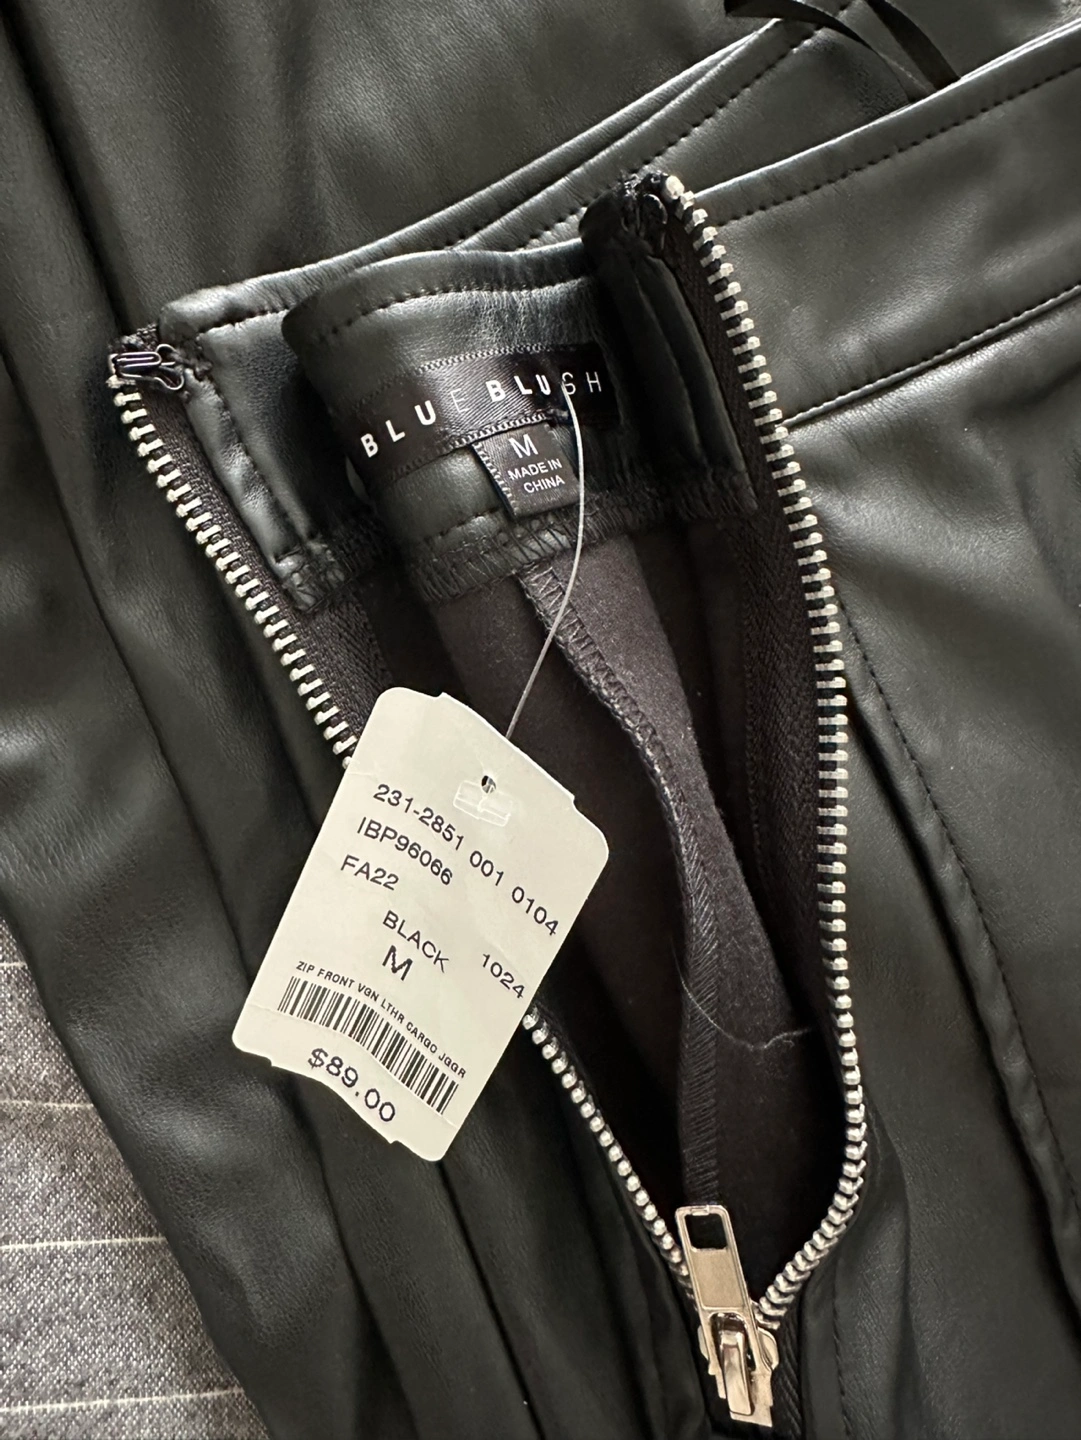 BLUE BLUSH
M
MADE IN
CHINA
231-2851 001 0104
IBP96066
FA22
BLACK 1024
M
ZIP FRONT VGN LTHR CARGO JGGR
$89.00